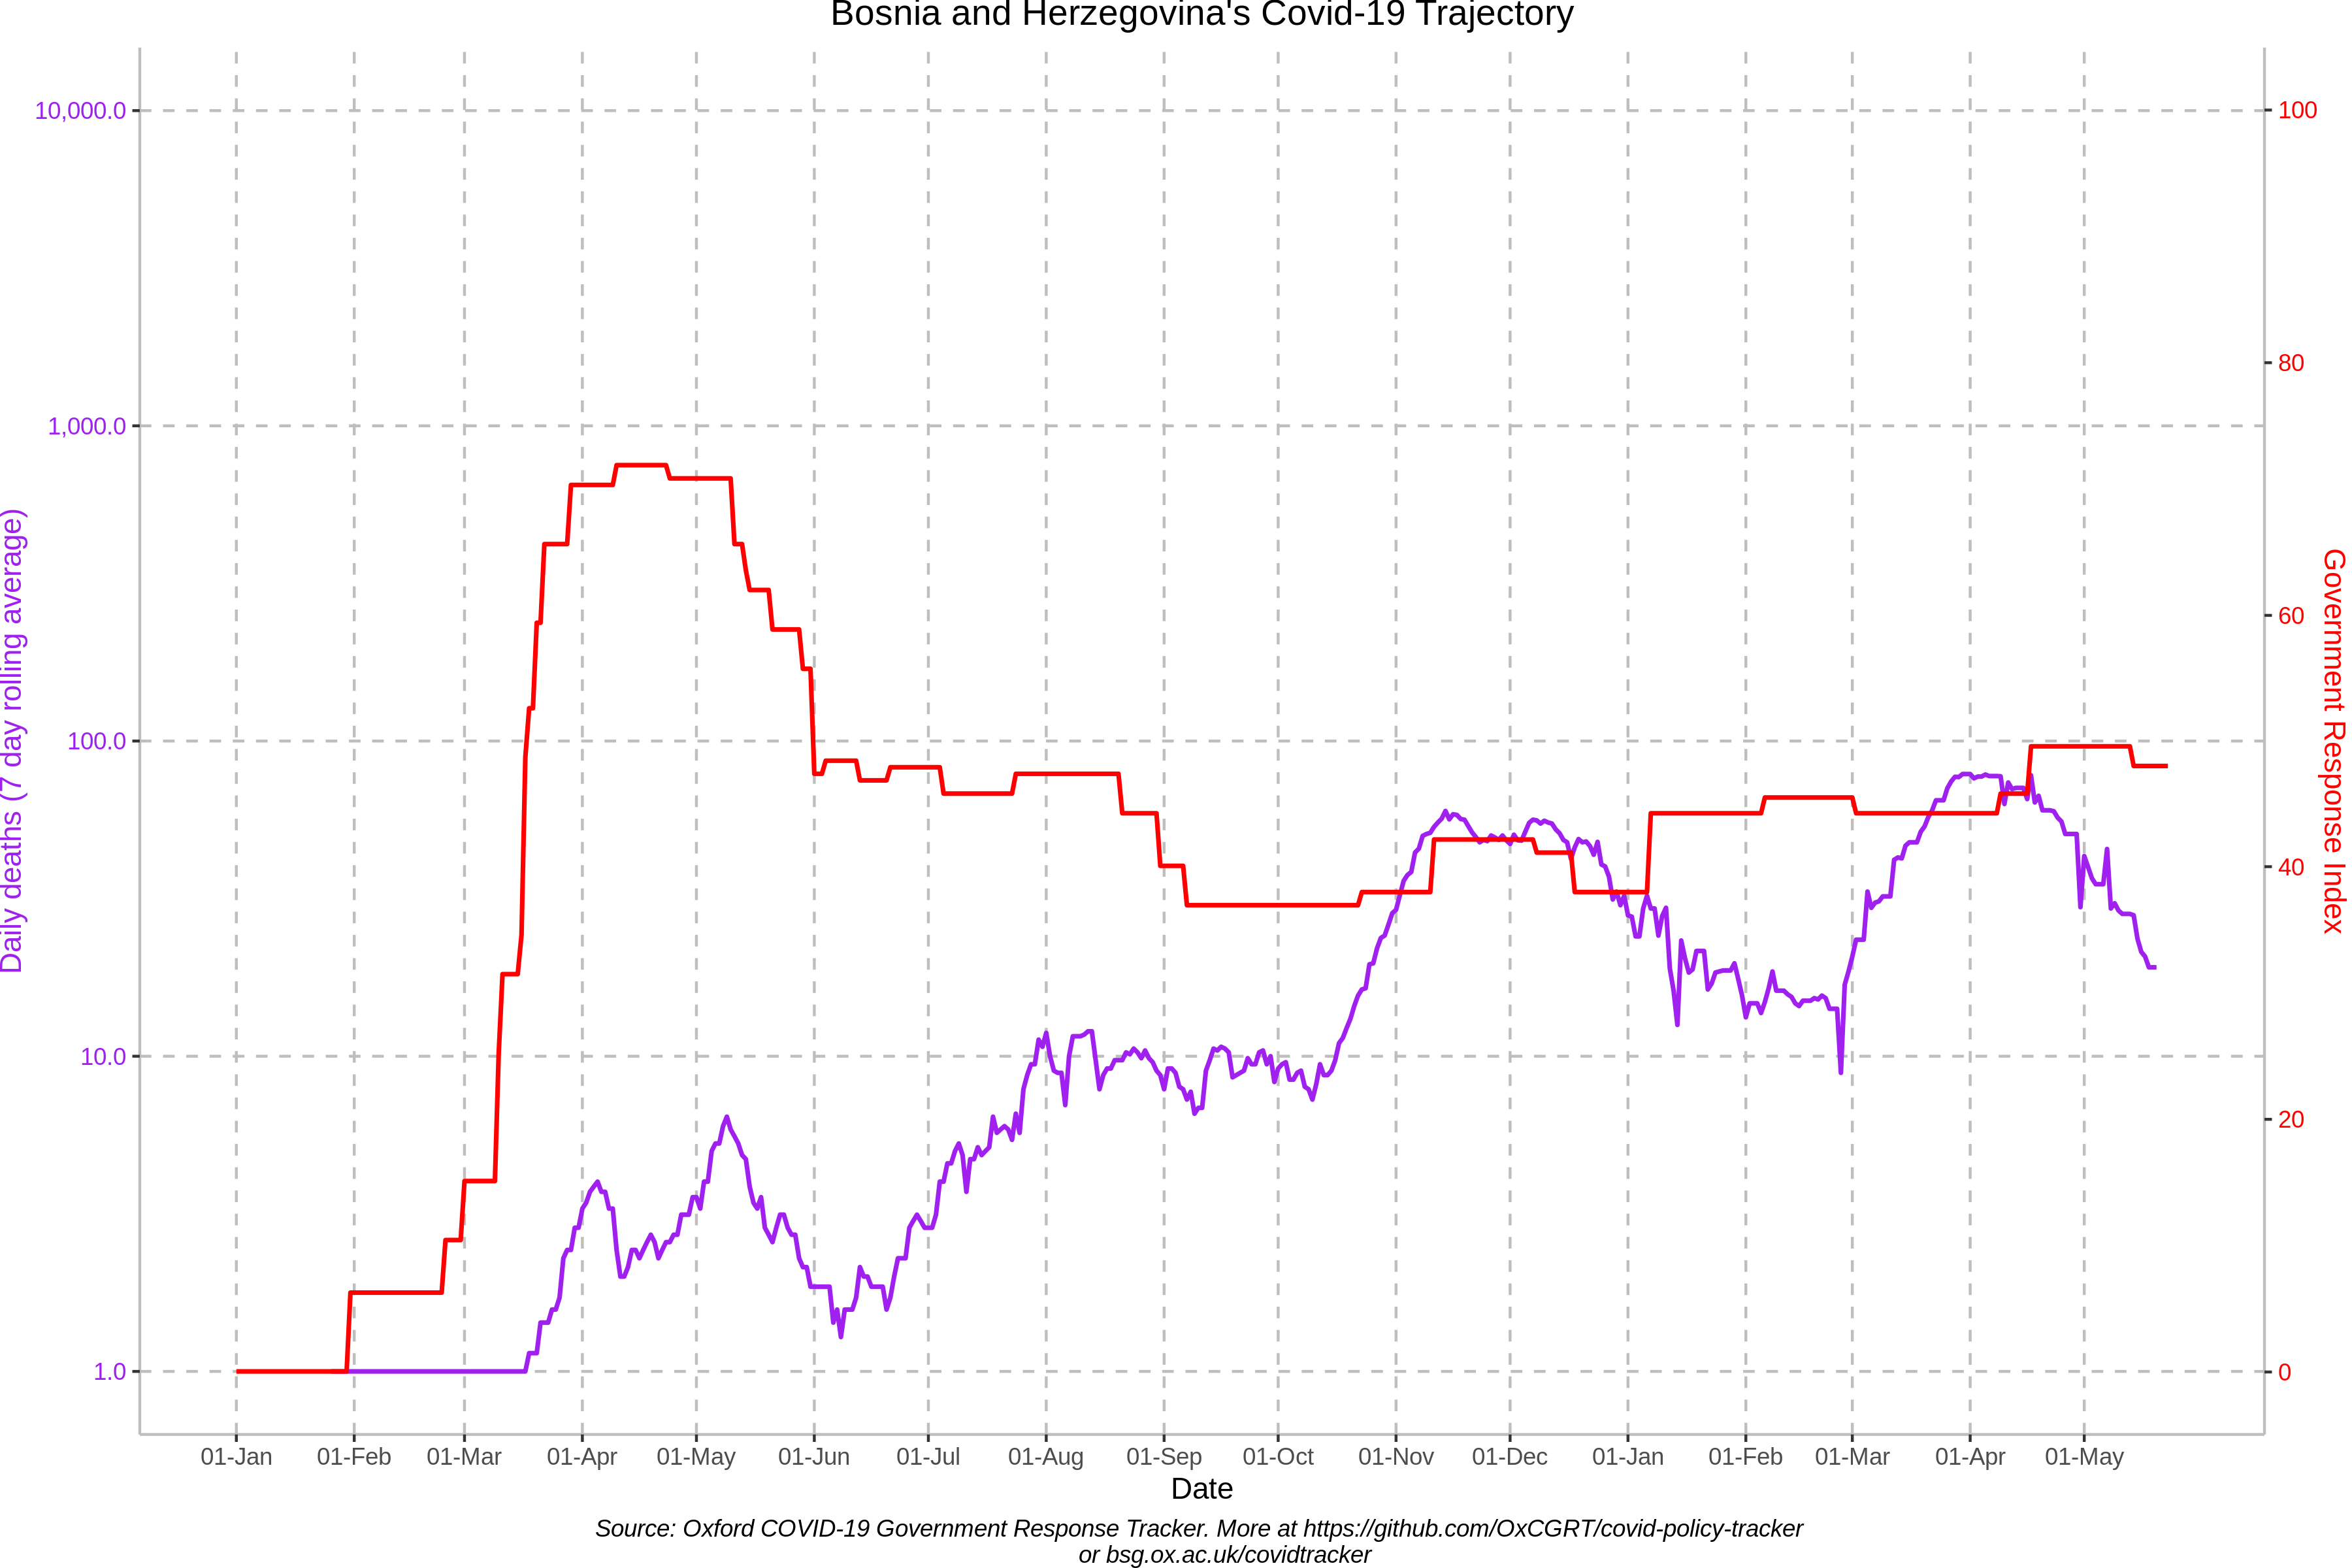 Bosnia and Herzegovina's Covid-19 Trajectory
10,000.0
1,000.0
100.0
10.0
1.0
Daily deaths (7 day rolling average)
100
80
60
40
20
0
Government Response Index
01-Jan 01-Feb 01-Mar 01-Apr 01-May 01-Jun 01-Jul 01-Aug 01-Sep 01-Oct 01-Nov 01-Dec 01-Jan 01-Feb 01-Mar 01-Apr 01-May
Date
Source: Oxford COVID-19 Government Response Tracker. More at https://github.com/OxCGRT/covid-policy-tracker
or bsg.ox.ac.uk/covidtracker